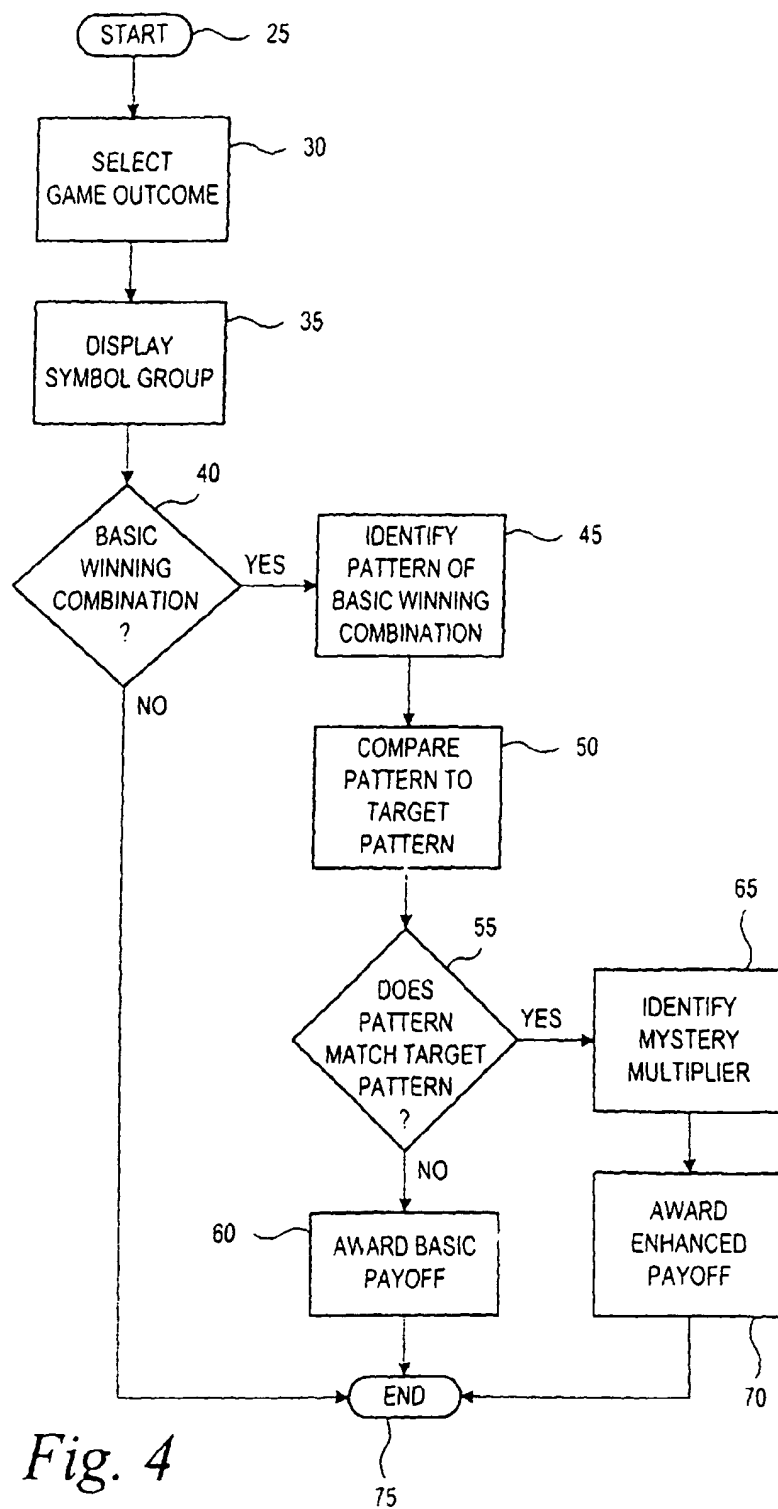 START
25
SELECT
GAME OUTCOME
30
DISPLAY
SYMBOL GROUP
35
BASIC
WINNING
COMBINATION
?
40
YES
NO
IDENTIFY
PATTERN OF
BASIC WINNING
COMBINATION
45
COMPARE
PATTERN TO
TARGET
PATTERN
50
DOES
PATTERN
MATCH TARGET
PATTERN
?
55
YES
NO
IDENTIFY
MYSTERY
MULTIPLIER
65
AWARD BASIC
PAYOFF
60
AWARD
ENHANCED
PAYOFF
70
END
75
Fig. 4